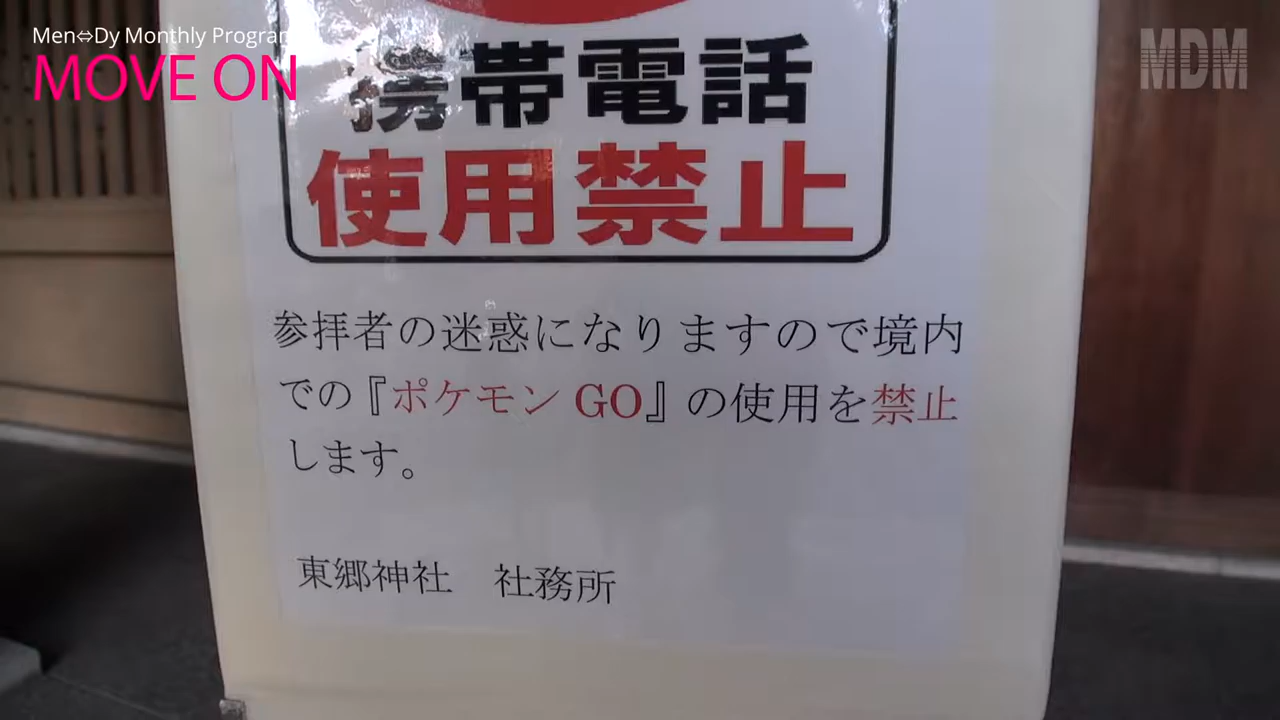 Men⇔Dy Monthly Program
MOVE ON
MDM
携帯電話
使用禁止
参拝者の迷惑になりますので境内
での『ポケモン GO』の使用を禁止
します。
東郷神社 社務所